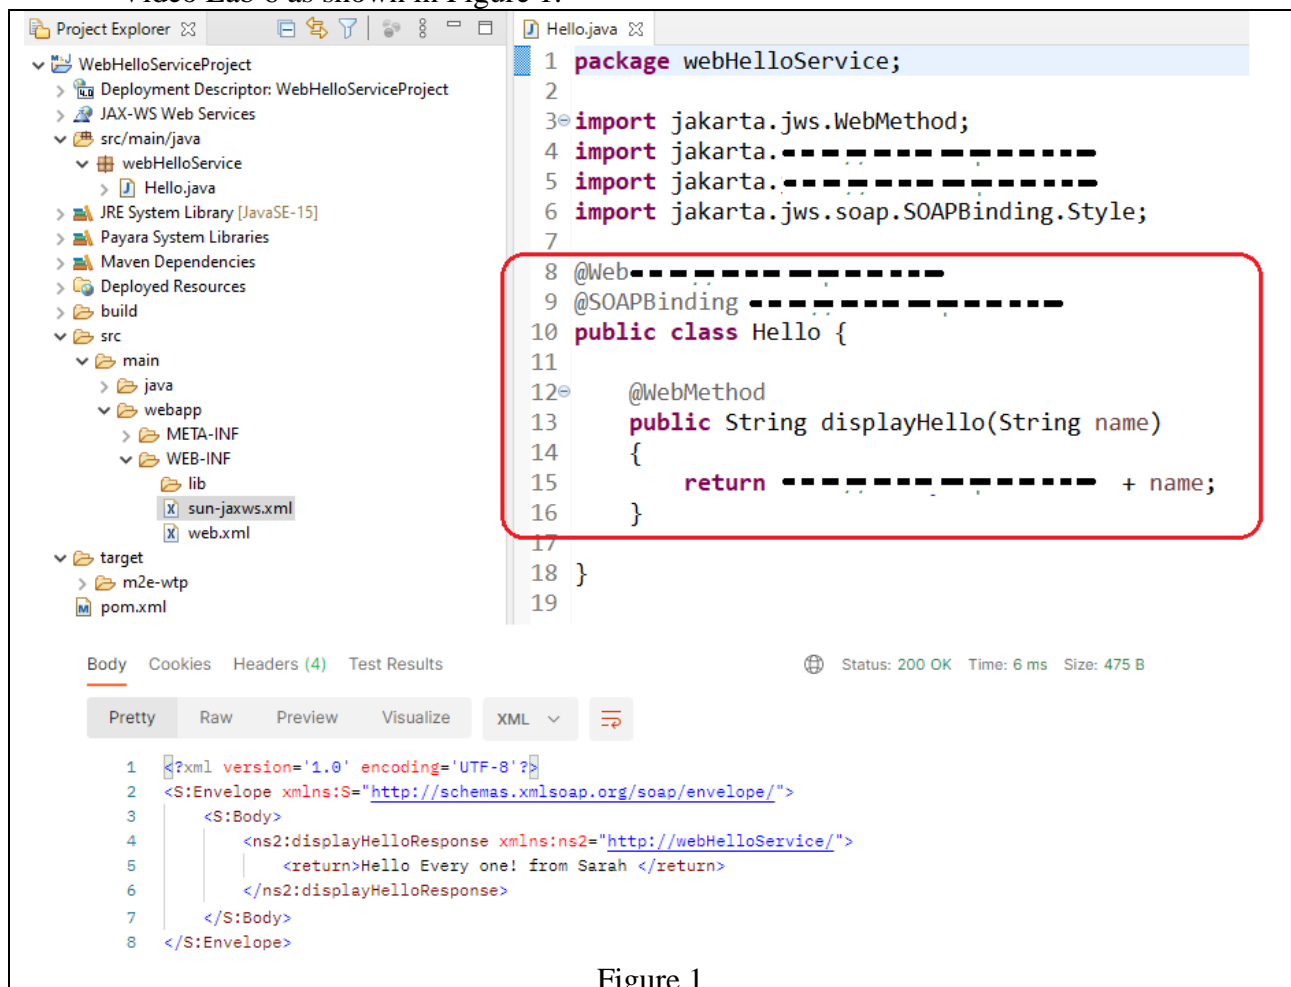 Video Lab 6 as shown in Figure 1.
Project Explorer
WebHelloServiceProject
Deployment Descriptor: WebHelloServiceProject
JAX-WS Web Services
src/main/java
webHelloService
Hello.java
JRE System Library [JavaSE-15]
Payara System Libraries
Maven Dependencies
Deployed Resources
build
src
main
java
webapp
META-INF
WEB-INF
lib
sun-jaxws.xml
web.xml
target
m2e-wtp
pom.xml
Hello.java
1 package webHelloService;
2
3 import jakarta.jws.WebMethod;
4 import jakarta.
5 import jakarta.
6 import jakarta.jws.soap.SOAPBinding.Style;
7
8 @Web
9 @SOAPBinding
10 public class Hello {
11
12 @WebMethod
13 public String displayHello(String name)
14 {
15 return + name;
16 }
17
18 }
19
Body Cookies Headers (4) Test Results Status: 200 OK Time: 6 ms Size: 475 B
Pretty Raw Preview Visualize XML
1 <?xml version='1.0' encoding='UTF-8'?>
2 <S:Envelope xmlns:S="http://schemas.xmlsoap.org/soap/envelope/">
3 <S:Body>
4 <ns2:displayHelloResponse xmlns:ns2="http://webHelloService/">
5 <return>Hello Every one! from Sarah </return>
6 </ns2:displayHelloResponse>
7 </S:Body>
8 </S:Envelope>
Figure 1